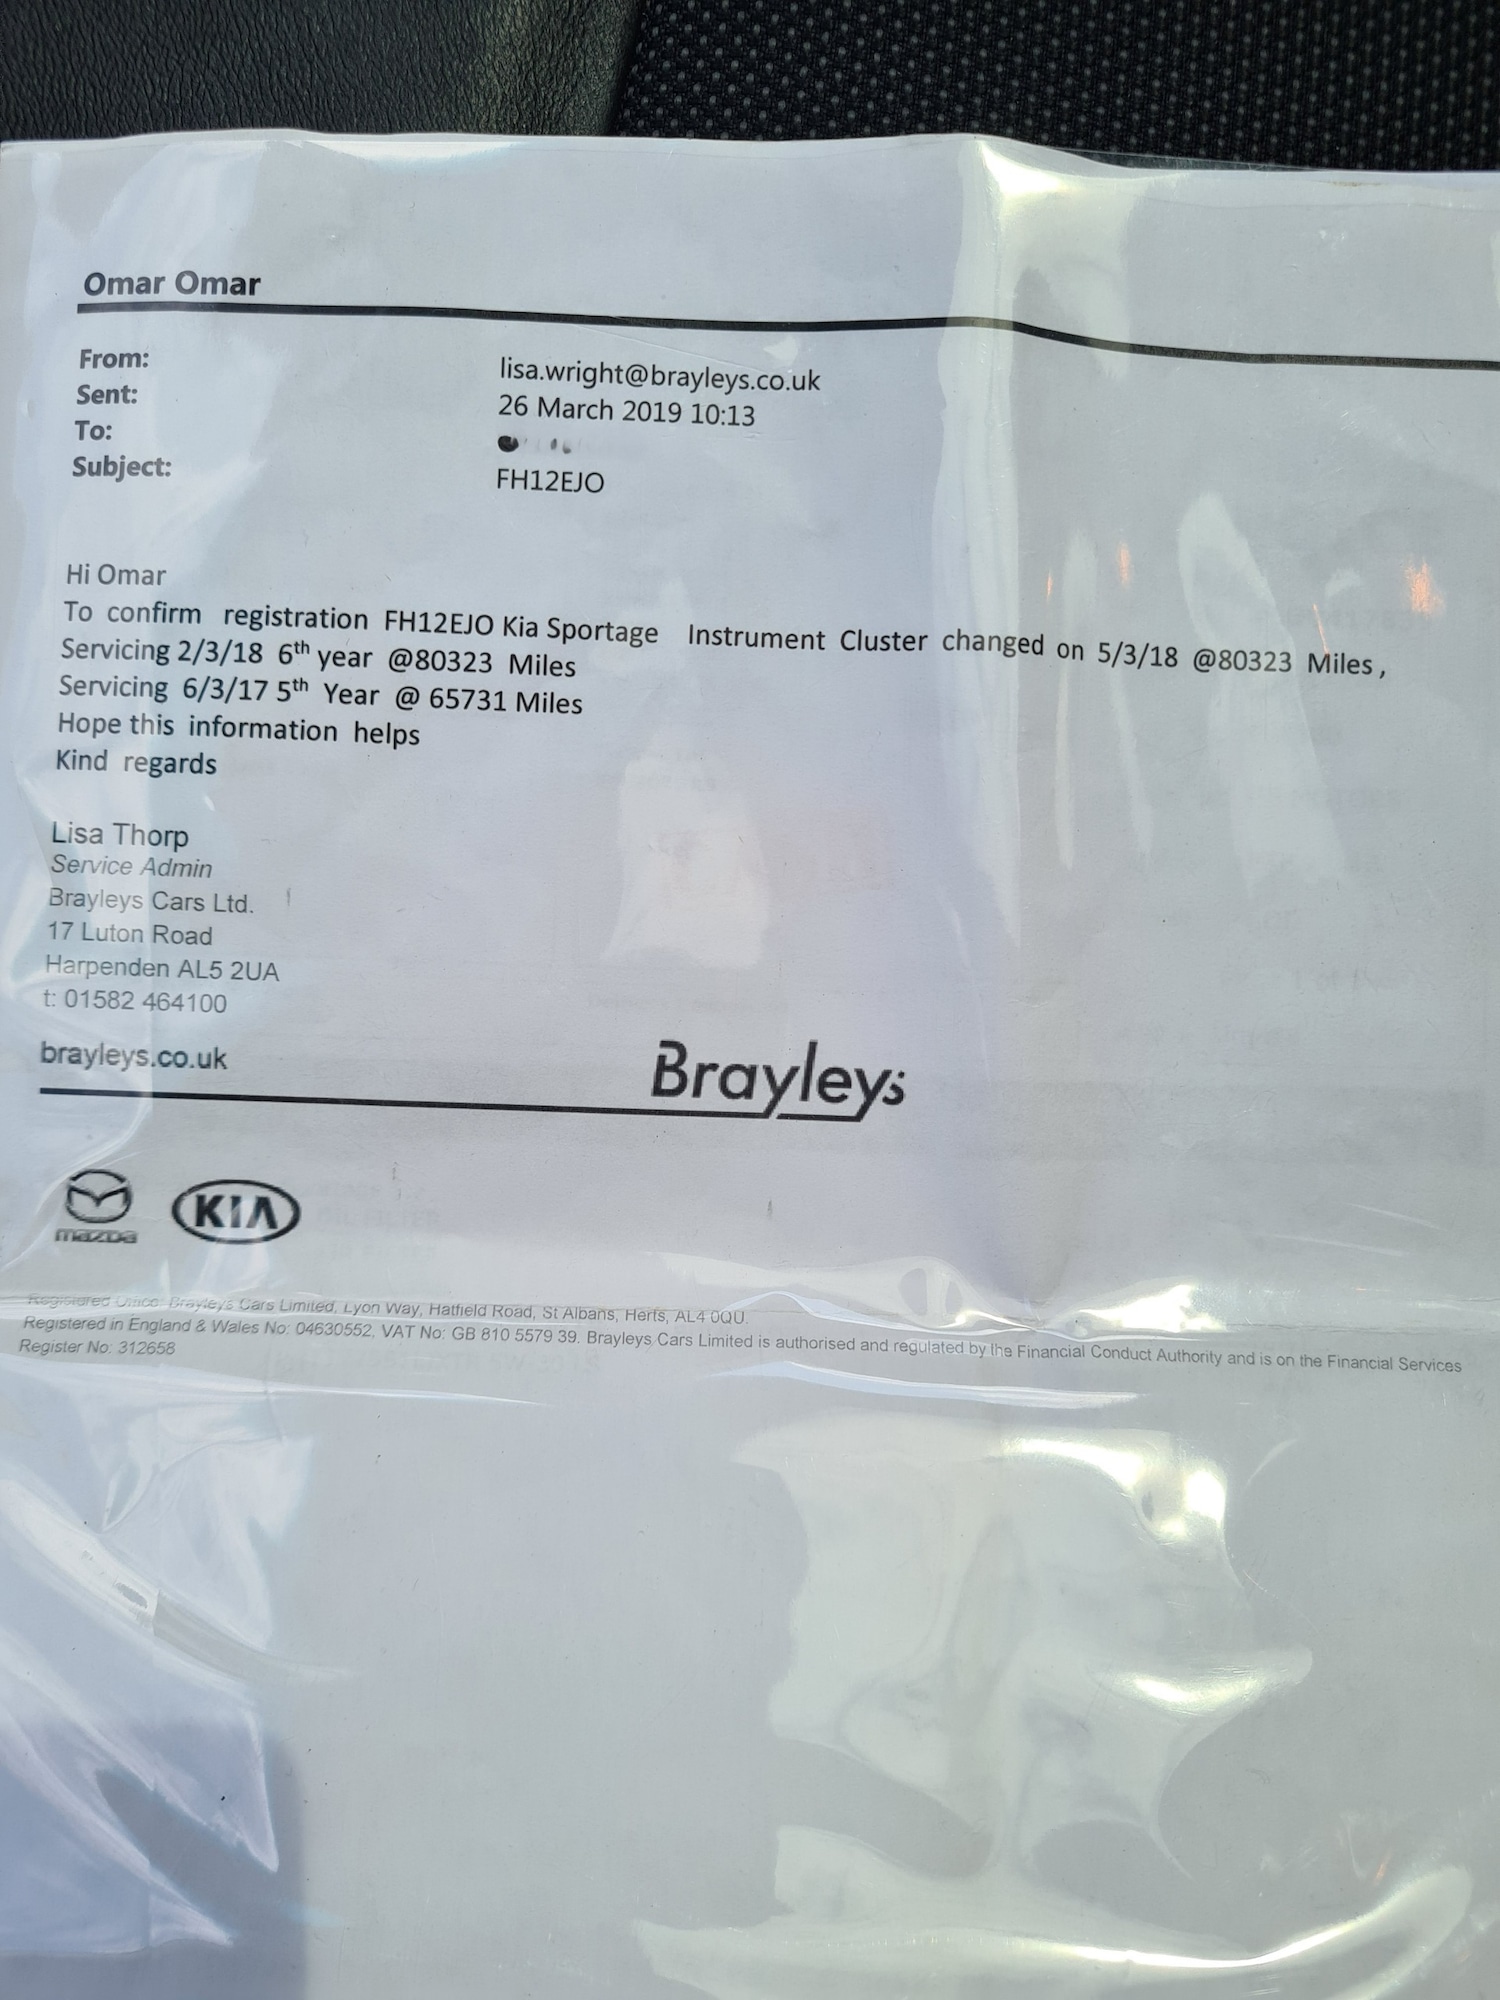 Omar Omar
From: lisa.wright@brayleys.co.uk
Sent: 26 March 2019 10:13
To:
Subject: FH12EJO
Hi Omar
To confirm registration FH12EJO Kia Sportage Instrument Cluster changed on 5/3/18 @80323 Miles,
Servicing 2/3/18 6th year @80323 Miles
Servicing 6/3/17 5th Year @ 65731 Miles
Hope this information helps
Kind regards
Lisa Thorp
Service Admin
Brayleys Cars Ltd.
17 Luton Road
Harpenden AL5 2UA
t: 01582 464100
brayleys.co.uk
Brayleys
mazda KIA
Registered Office: Brayleys Cars Limited, Lyon Way, Hatfield Road, St Albans, Herts, AL4 0QU.
Registered in England & Wales No: 04630552. VAT No: GB 810 5579 39. Brayleys Cars Limited is authorised and regulated by the Financial Conduct Authority and is on the Financial Services
Register No: 312658